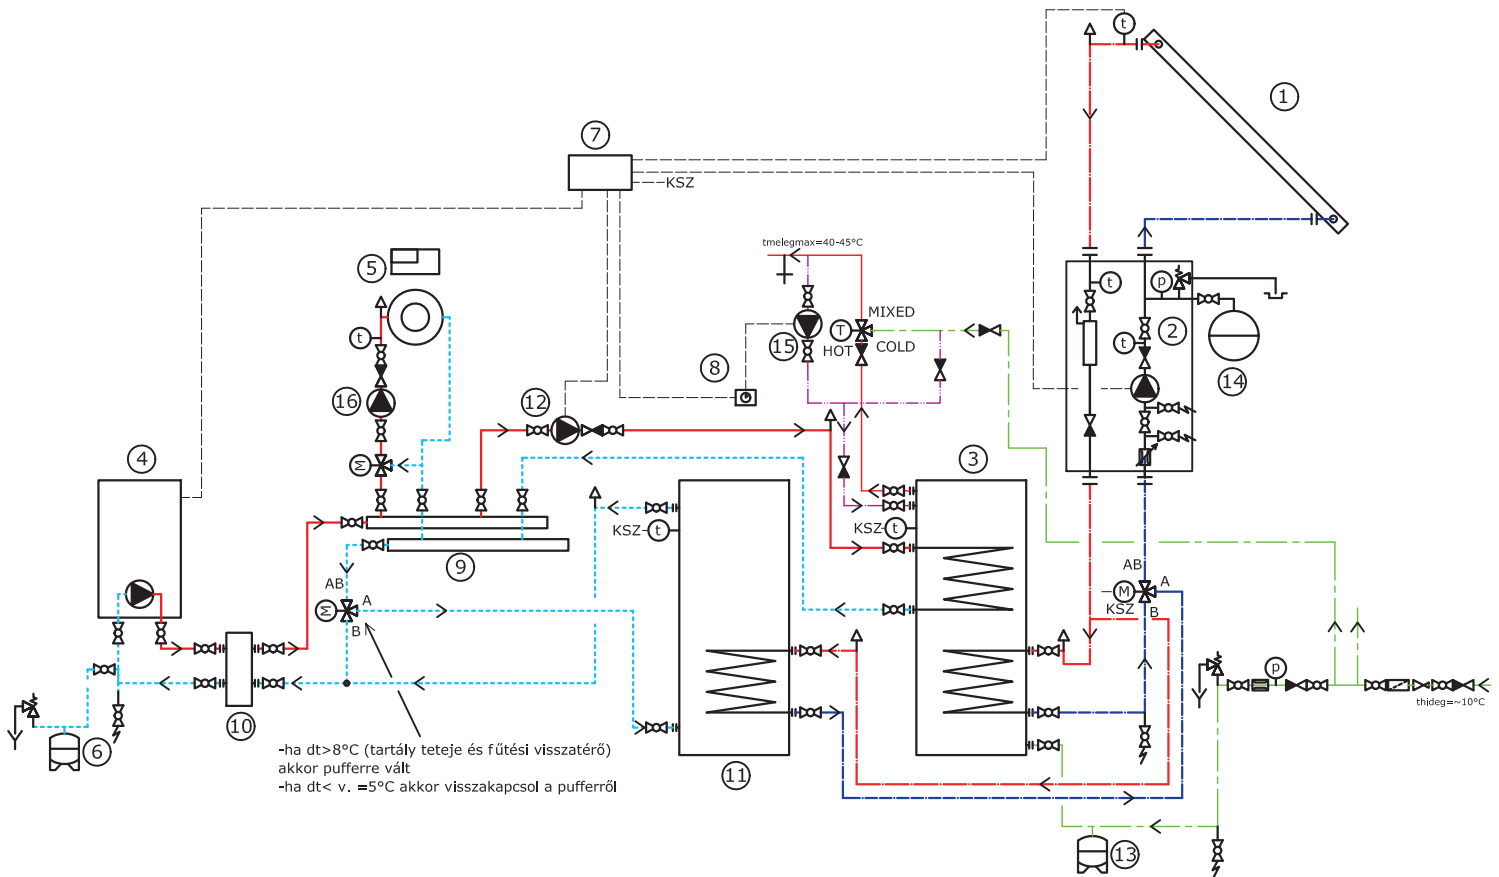 t
1
7
KSZ
5
tmelegmax=40-45°C
t
p
MIXED
T
HOT
COLD
15
2
t
14
t
8
16
12
M
4
3
KSZ
t
KSZ
t
9
AB
A
M
B
AB
A
M
KSZ
B
p
thideg=~10°C
10
6
11
-ha dt>8°C (tartály teteje és fűtési visszatérő)
akkor pufferre vált
-ha dt< v. =5°C akkor visszakapcsol a pufferről
13